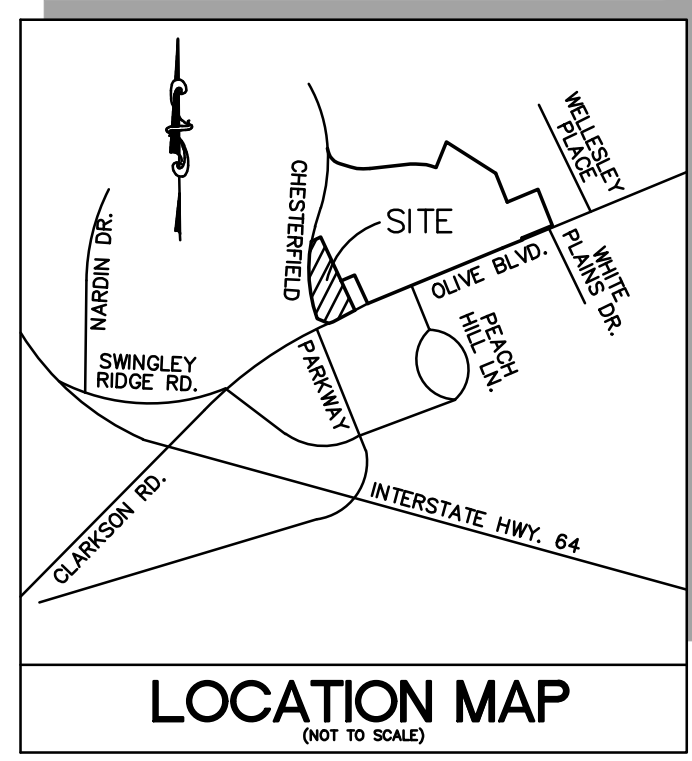 WELLESLEY
PLACE
CHESTERFIELD
SITE
NARDIN DR.
OLIVE BLVD.
WHITE
PLAINS DR.
PEACH
HILL LN.
SWINGLEY
RIDGE RD.
PARKWAY
CLARKSON RD.
INTERSTATE HWY. 64
LOCATION MAP
(NOT TO SCALE)